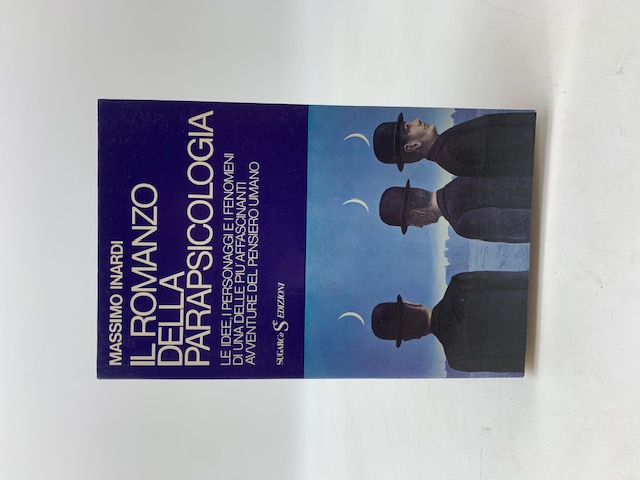 MASSIMO INARDI
IL ROMANZO
DELLA
PARAPSICOLOGIA
LE IDEE, I PERSONAGGI E I FENOMENI
DI UNA DELLE PIU' AFFASCINANTI
AVVENTURE DEL PENSIERO UMANO
SUGARCO S EDIZIONI